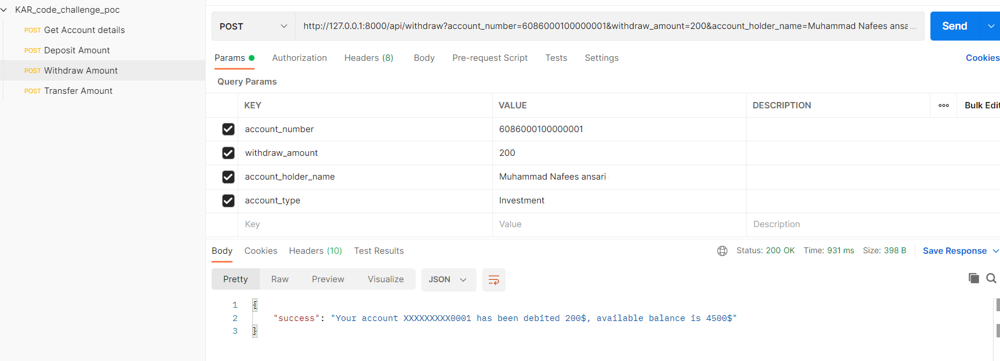 KAR_code_challenge_poc
POST Get Account details
POST Deposit Amount
POST Withdraw Amount
POST Transfer Amount
POST http://127.0.0.1:8000/api/withdraw?account_number=6086000100000001&withdraw_amount=200&account_holder_name=Muhammad Nafees ansa... Send
Params Authorization Headers (8) Body Pre-request Script Tests Settings Cookies
Query Params
KEY VALUE DESCRIPTION ooo Bulk Edit
account_number 6086000100000001
withdraw_amount 200
account_holder_name Muhammad Nafees ansari
account_type Investment
Key Value Description
Body Cookies Headers (10) Test Results Status: 200 OK Time: 931 ms Size: 398 B Save Response
Pretty Raw Preview Visualize JSON
1 {
2 "success": "Your account XXXXXXXXX0001 has been debited 200$, available balance is 4500$"
3 }